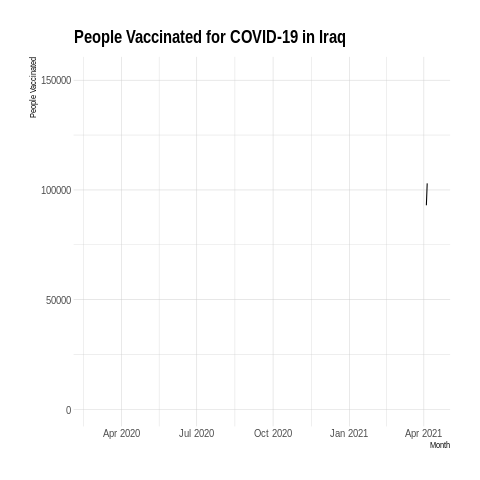 People Vaccinated for COVID-19 in Iraq
People Vaccinated
150000
100000
50000
0
Apr 2020 Jul 2020 Oct 2020 Jan 2021 Apr 2021
Month